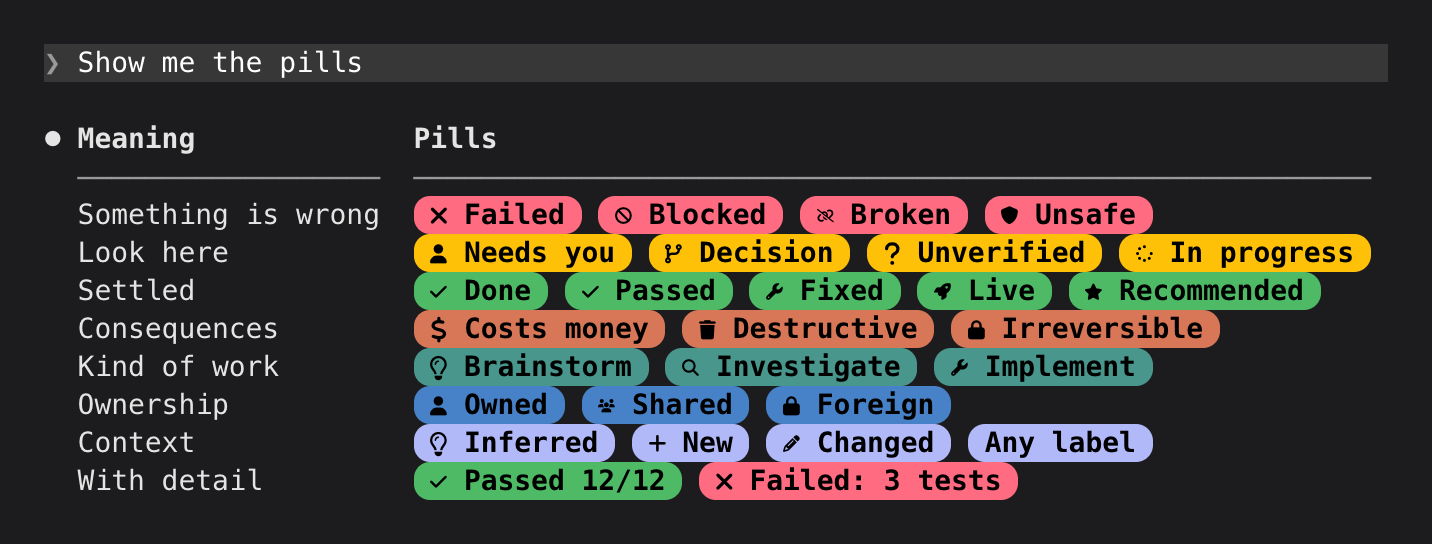 ❯ Show me the pills
● Meaning Pills
Something is wrong Failed Blocked Broken Unsafe
Look here Needs you Decision ? Unverified In progress
Settled ✓ Done ✓ Passed Fixed Live ★ Recommended
Consequences $ Costs money Destructive Irreversible
Kind of work Brainstorm Investigate Implement
Ownership Owned Shared Foreign
Context Inferred + New Changed Any label
With detail ✓ Passed 12/12 ✕ Failed: 3 tests